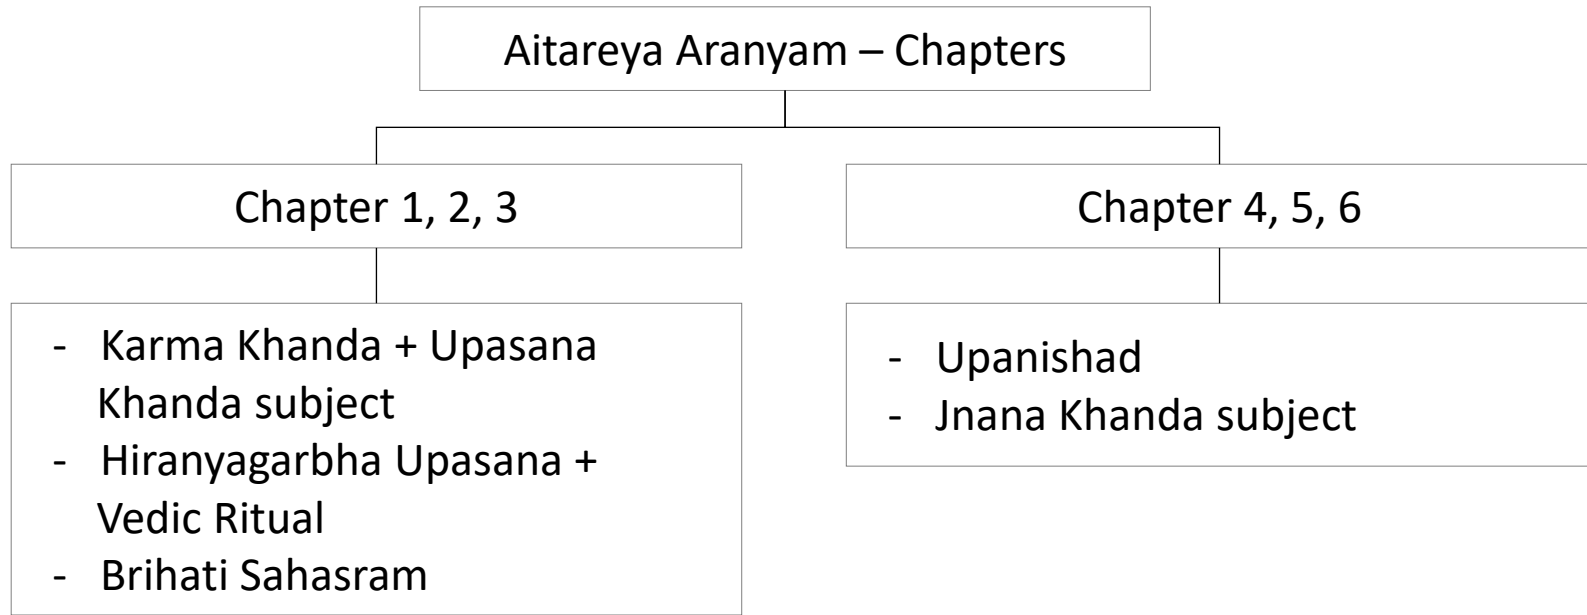 Aitareya Aranyam – Chapters
Chapter 1, 2, 3
Chapter 4, 5, 6
- Karma Khanda + Upasana
Khanda subject
- Hiranyagarbha Upasana +
Vedic Ritual
- Brihati Sahasram
- Upanishad
- Jnana Khanda subject